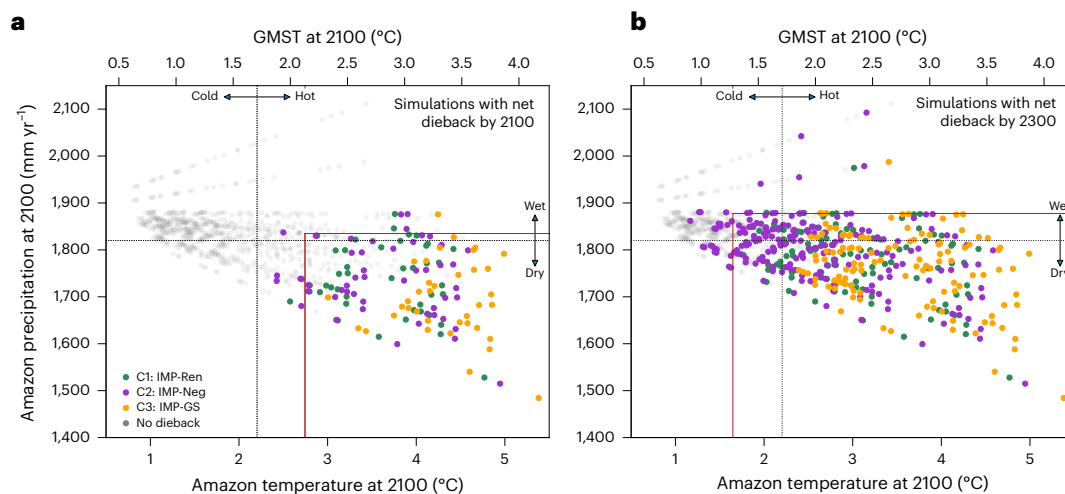 a
GMST at 2100 (°C)
0.5 1.0 1.5 2.0 2.5 3.0 3.5 4.0
Cold Hot
Simulations with net
dieback by 2100
Amazon precipitation at 2100 (mm yr⁻¹)
2,100
2,000
1,900
1,800
1,700
1,600
1,500
1,400
Wet
Dry
C1: IMP-Ren
C2: IMP-Neg
C3: IMP-GS
No dieback
1 2 3 4 5
Amazon temperature at 2100 (°C)
b
GMST at 2100 (°C)
0.5 1.0 1.5 2.0 2.5 3.0 3.5 4.0
Cold Hot
Simulations with net
dieback by 2300
2,100
2,000
1,900
1,800
1,700
1,600
1,500
1,400
Dry
1 2 3 4 5
Amazon temperature at 2100 (°C)